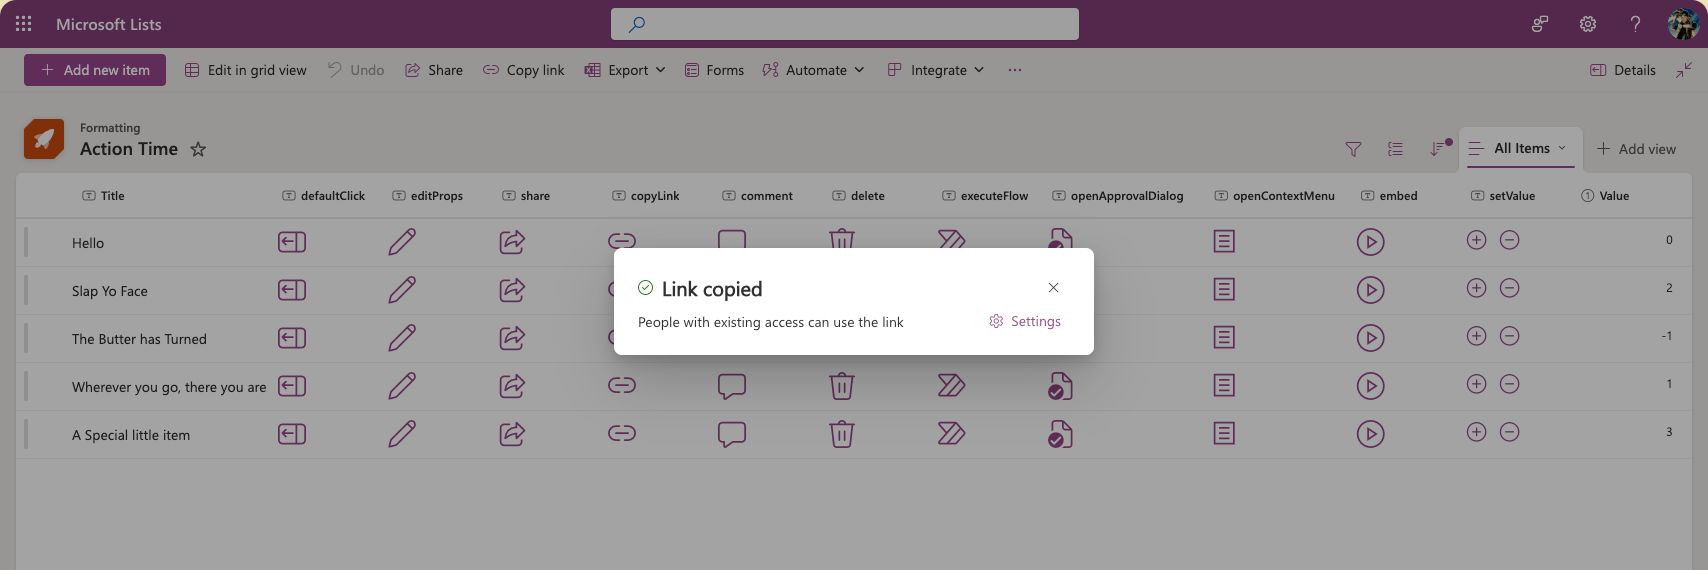 Microsoft Lists
Add new item Edit in grid view Undo Share Copy link Export Forms Automate Integrate ... Details
Formatting
Action Time
All Items Add view
Title defaultClick editProps share copyLink comment delete executeFlow openApprovalDialog openContextMenu embed setValue Value
Hello 0
Slap Yo Face 2
The Butter has Turned -1
Wherever you go, there you are 1
A Special little item 3
Link copied
People with existing access can use the link Settings